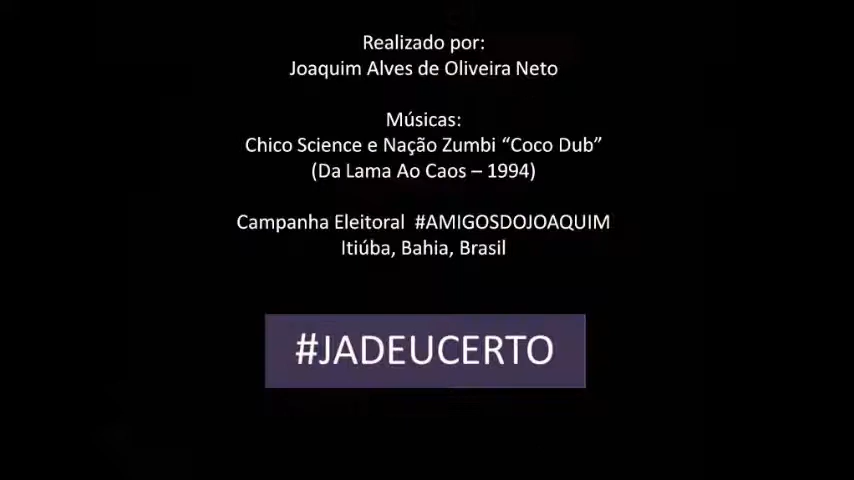 Realizado por:
Joaquim Alves de Oliveira Neto
Músicas:
Chico Science e Nação Zumbi “Coco Dub”
(Da Lama Ao Caos – 1994)
Campanha Eleitoral #AMIGOSDOJOAQUIM
Itiúba, Bahia, Brasil
#JADEUCERTO